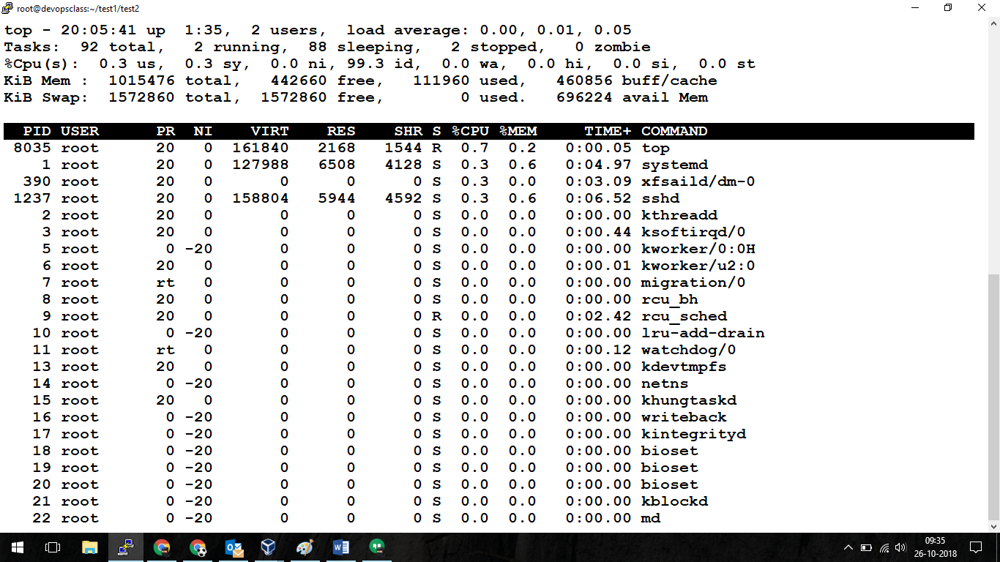 root@devopsclass:~/test1/test2
top - 20:05:41 up  1:35,  2 users,  load average: 0.00, 0.01, 0.05
Tasks:  92 total,   2 running,  88 sleeping,   2 stopped,   0 zombie
%Cpu(s):  0.3 us,  0.3 sy,  0.0 ni, 99.3 id,  0.0 wa,  0.0 hi,  0.0 si,  0.0 st
KiB Mem :  1015476 total,   442660 free,   111960 used,   460856 buff/cache
KiB Swap:  1572860 total,  1572860 free,        0 used.   696224 avail Mem
  PID USER      PR  NI    VIRT    RES    SHR S %CPU %MEM     TIME+ COMMAND
 8035 root      20   0  161840   2168   1544 R  0.7  0.2   0:00.05 top
    1 root      20   0  127988   6508   4128 S  0.3  0.6   0:04.97 systemd
  390 root      20   0       0      0      0 S  0.3  0.0   0:03.09 xfsaild/dm-0
 1237 root      20   0  158804   5944   4592 S  0.3  0.6   0:06.52 sshd
    2 root      20   0       0      0      0 S  0.0  0.0   0:00.00 kthreadd
    3 root      20   0       0      0      0 S  0.0  0.0   0:00.44 ksoftirqd/0
    5 root       0 -20       0      0      0 S  0.0  0.0   0:00.00 kworker/0:0H
    6 root      20   0       0      0      0 S  0.0  0.0   0:00.01 kworker/u2:0
    7 root      rt   0       0      0      0 S  0.0  0.0   0:00.00 migration/0
    8 root      20   0       0      0      0 S  0.0  0.0   0:00.00 rcu_bh
    9 root      20   0       0      0      0 R  0.0  0.0   0:02.42 rcu_sched
   10 root       0 -20       0      0      0 S  0.0  0.0   0:00.00 lru-add-drain
   11 root      rt   0       0      0      0 S  0.0  0.0   0:00.12 watchdog/0
   13 root      20   0       0      0      0 S  0.0  0.0   0:00.00 kdevtmpfs
   14 root       0 -20       0      0      0 S  0.0  0.0   0:00.00 netns
   15 root      20   0       0      0      0 S  0.0  0.0   0:00.00 khungtaskd
   16 root       0 -20       0      0      0 S  0.0  0.0   0:00.00 writeback
   17 root       0 -20       0      0      0 S  0.0  0.0   0:00.00 kintegrityd
   18 root       0 -20       0      0      0 S  0.0  0.0   0:00.00 bioset
   19 root       0 -20       0      0      0 S  0.0  0.0   0:00.00 bioset
   20 root       0 -20       0      0      0 S  0.0  0.0   0:00.00 bioset
   21 root       0 -20       0      0      0 S  0.0  0.0   0:00.00 kblockd
   22 root       0 -20       0      0      0 S  0.0  0.0   0:00.00 md
09:35
26-10-2018